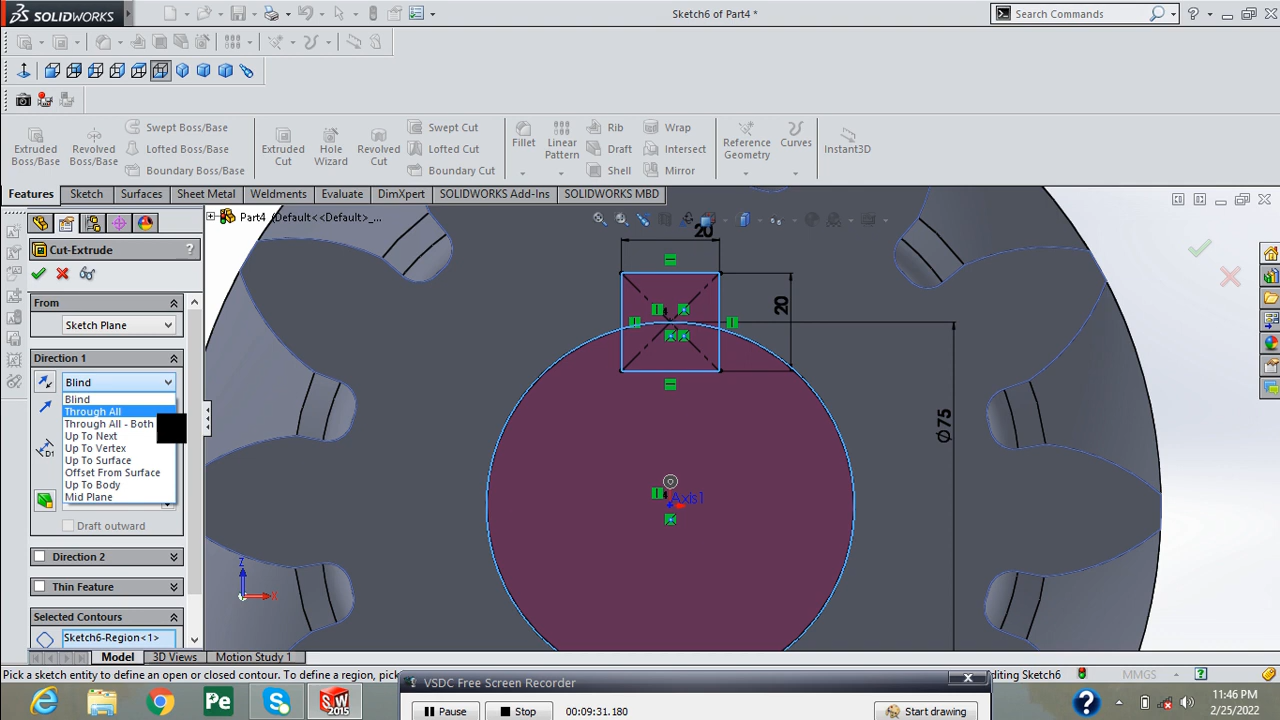 SOLIDWORKS
Sketch6 of Part4 *
Search Commands
Extruded Boss/Base
Revolved Boss/Base
Swept Boss/Base
Lofted Boss/Base
Boundary Boss/Base
Extruded Cut
Hole Wizard
Revolved Cut
Swept Cut
Lofted Cut
Boundary Cut
Fillet
Linear Pattern
Rib
Draft
Shell
Wrap
Intersect
Mirror
Reference Geometry
Curves
Instant3D
Features
Sketch
Surfaces
Sheet Metal
Weldments
Evaluate
DimXpert
SOLIDWORKS Add-Ins
SOLIDWORKS MBD
Part4 (Default<<Default>_...
Cut-Extrude
?
From
Sketch Plane
Direction 1
Blind
Blind
Through All
Through All - Both
Up To Next
Up To Vertex
Up To Surface
Offset From Surface
Up To Body
Mid Plane
D1
Draft outward
Direction 2
Thin Feature
Selected Contours
Sketch6-Region<1>
20
20
Ø75
Axis1
Z
X
Model
3D Views
Motion Study 1
Pick a sketch entity to define an open or closed contour. To define a region, pick
diting Sketch6
MMGS
VSDC Free Screen Recorder
Pause
Stop
00:09:31.180
Start drawing
Pe
SW
2015
11:46 PM
2/25/2022